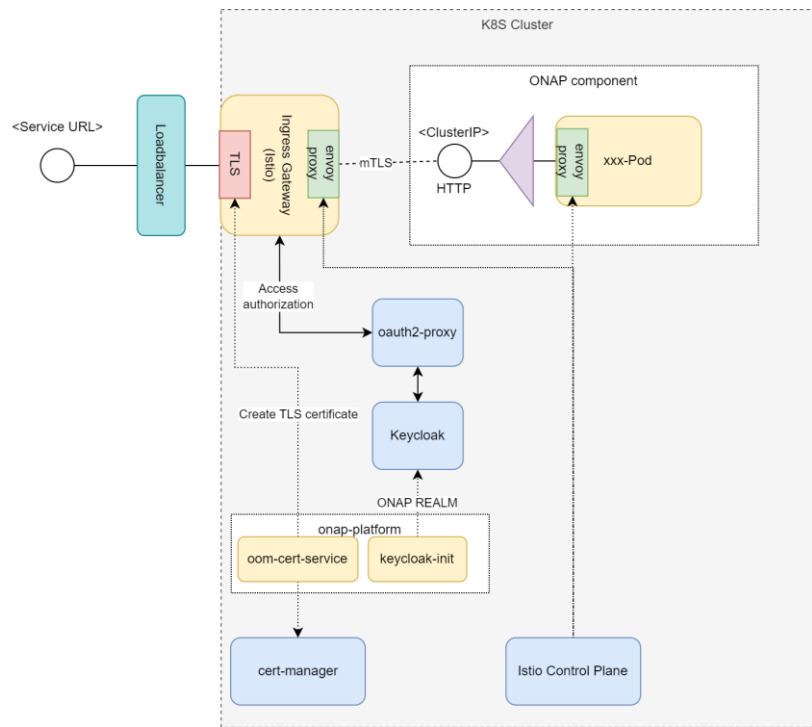 K8S Cluster
ONAP component
<Service URL>
Loadbalancer
TLS
Ingress Gateway
(Istio)
envoy
proxy
mTLS
<ClusterIP>
HTTP
envoy
proxy
xxx-Pod
Access
authorization
oauth2-proxy
Create TLS certificate
Keycloak
ONAP REALM
onap-platform
oom-cert-service
keycloak-init
cert-manager
Istio Control Plane